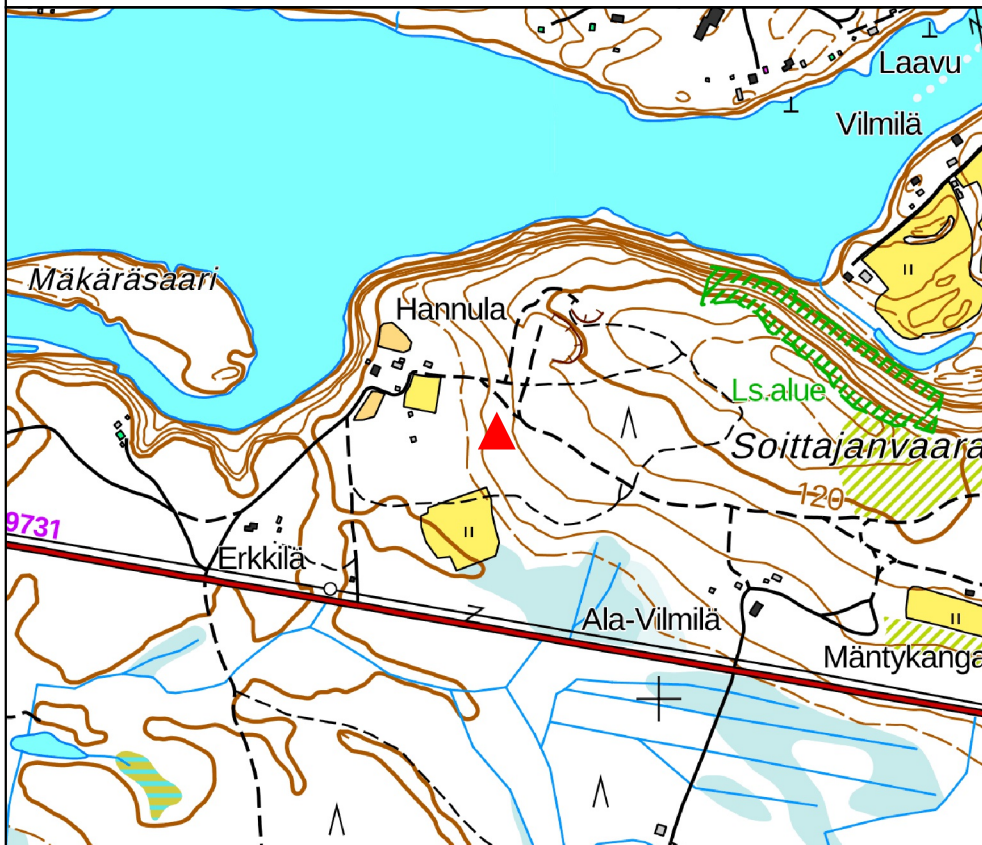 Laavu
Vilmilä
Mäkäräsaari
Hannula
Ls.alue
Soittajanvaara
120
9731
Erkkilä
Ala-Vilmilä
Mäntykanga